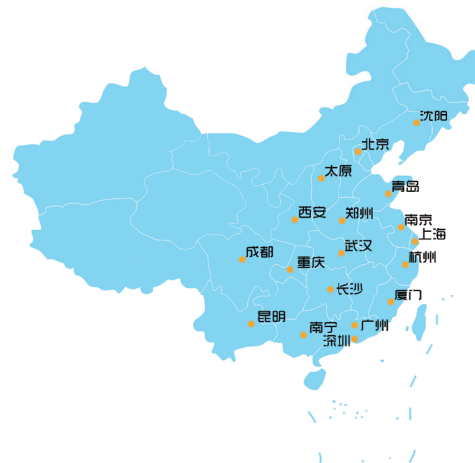 沈阳
北京
太原
青岛
西安
郑州
南京
上海
武汉
成都
杭州
重庆
长沙
厦门
昆明
南宁
广州
深圳